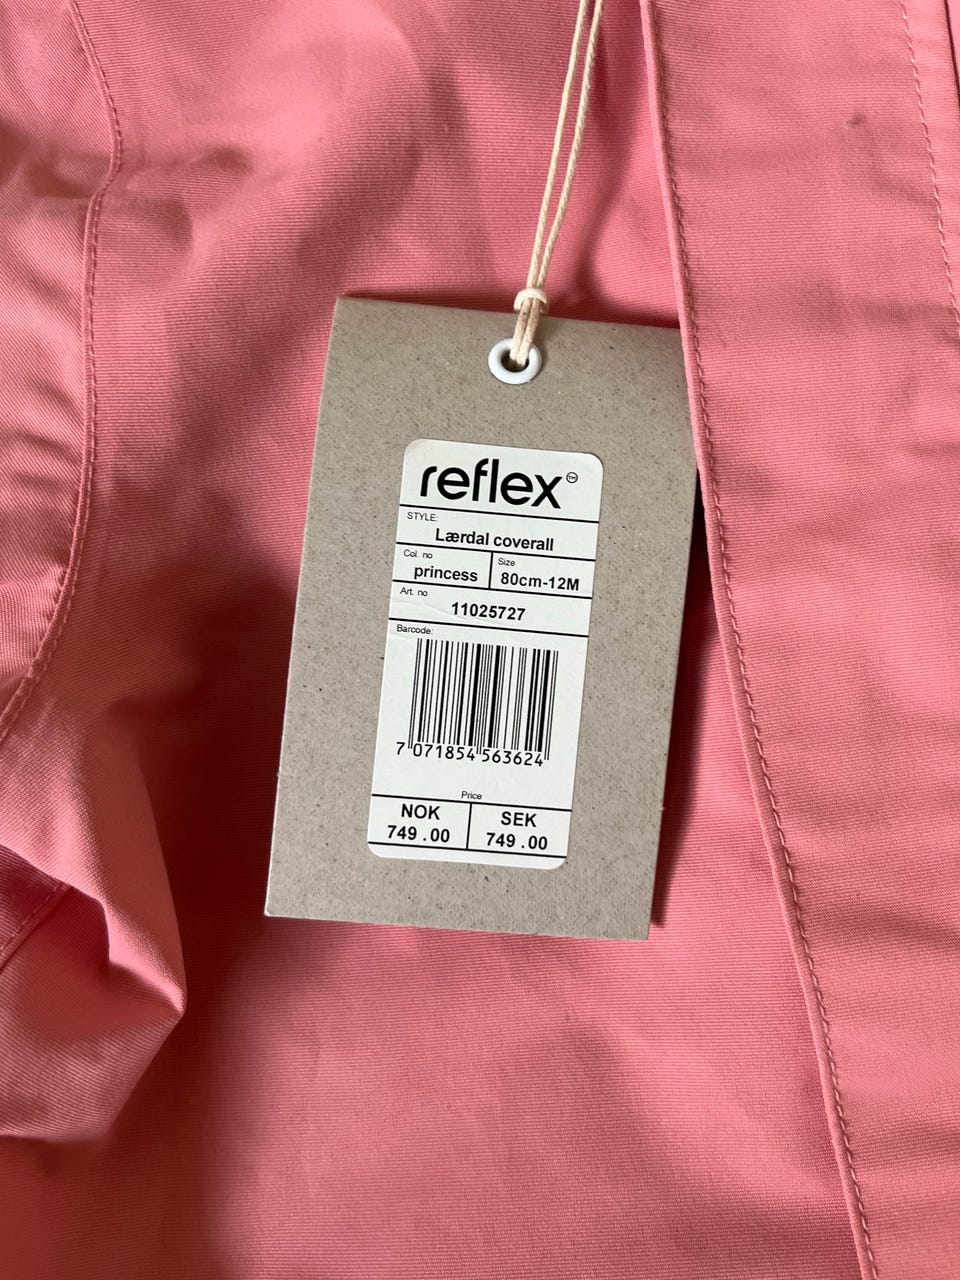 reflex™
STYLE:
Lærdal coverall
Col. no
princess
Size
80cm-12M
Art. no
11025727
Barcode:
7 071854 563624
Price
NOK
749.00
SEK
749.00